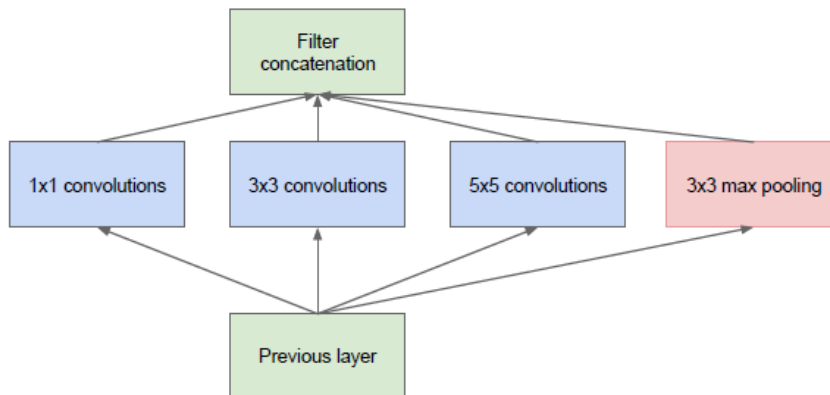 Filter
concatenation
1x1 convolutions
3x3 convolutions
5x5 convolutions
3x3 max pooling
Previous layer